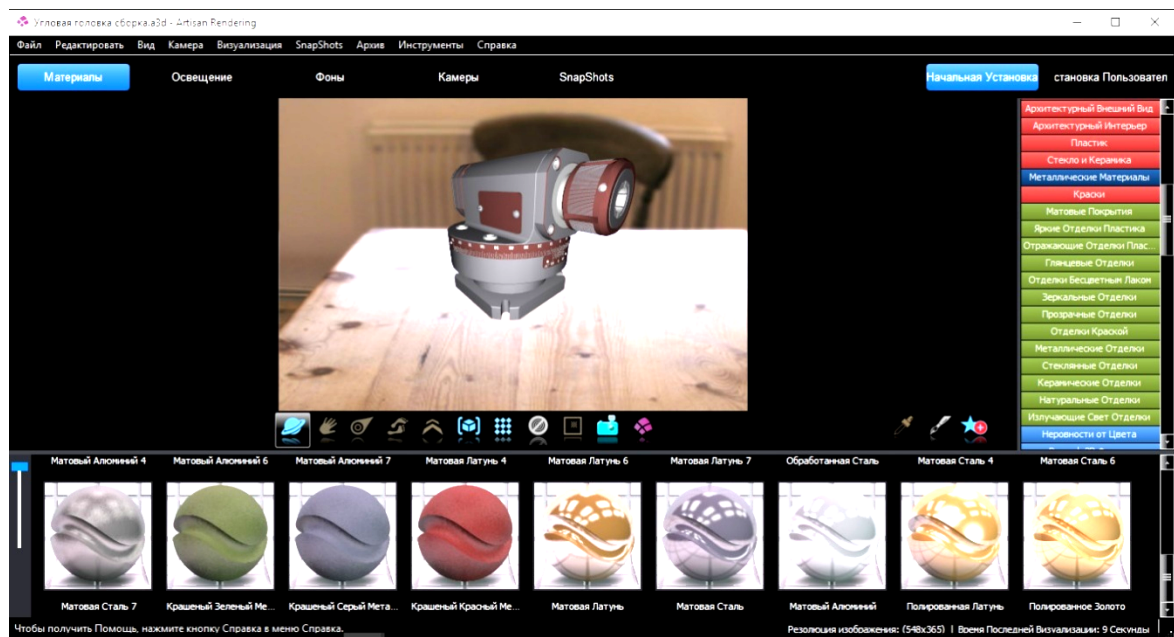 Угловая головка сборка.a3d - Artisan Rendering
Файл Редактировать Вид Камера Визуализация SnapShots Архив Инструменты Справка
Материалы Освещение Фоны Камеры SnapShots Начальная Установка становка Пользовател
Архитектурный Внешний Вид
Архитектурный Интерьер
Пластик
Стекло и Керамика
Металлические Материалы
Краски
Матовые Покрытия
Яркие Отделки Пластика
Отражающие Отделки Плас...
Глянцевые Отделки
Отделки Бесцветным Лаком
Зеркальные Отделки
Прозрачные Отделки
Отделки Краской
Металлические Отделки
Стеклянные Отделки
Керамические Отделки
Натуральные Отделки
Излучающие Свет Отделки
Неровности от Цвета
Матовый Алюминий 4 Матовый Алюминий 6 Матовый Алюминий 7 Матовая Латунь 4 Матовая Латунь 6 Матовая Латунь 7 Обработанная Сталь Матовая Сталь 4 Матовая Сталь 6
Матовая Сталь 7 Крашеный Зеленый Ме... Крашеный Серый Мета... Крашеный Красный Ме... Матовая Латунь Матовая Сталь Матовый Алюминий Полированная Латунь Полированное Золото
Чтобы получить Помощь, нажмите кнопку Справка в меню Справка. Резолюция изображения: (548x365) | Время Последней Визуализации: 9 Секунды